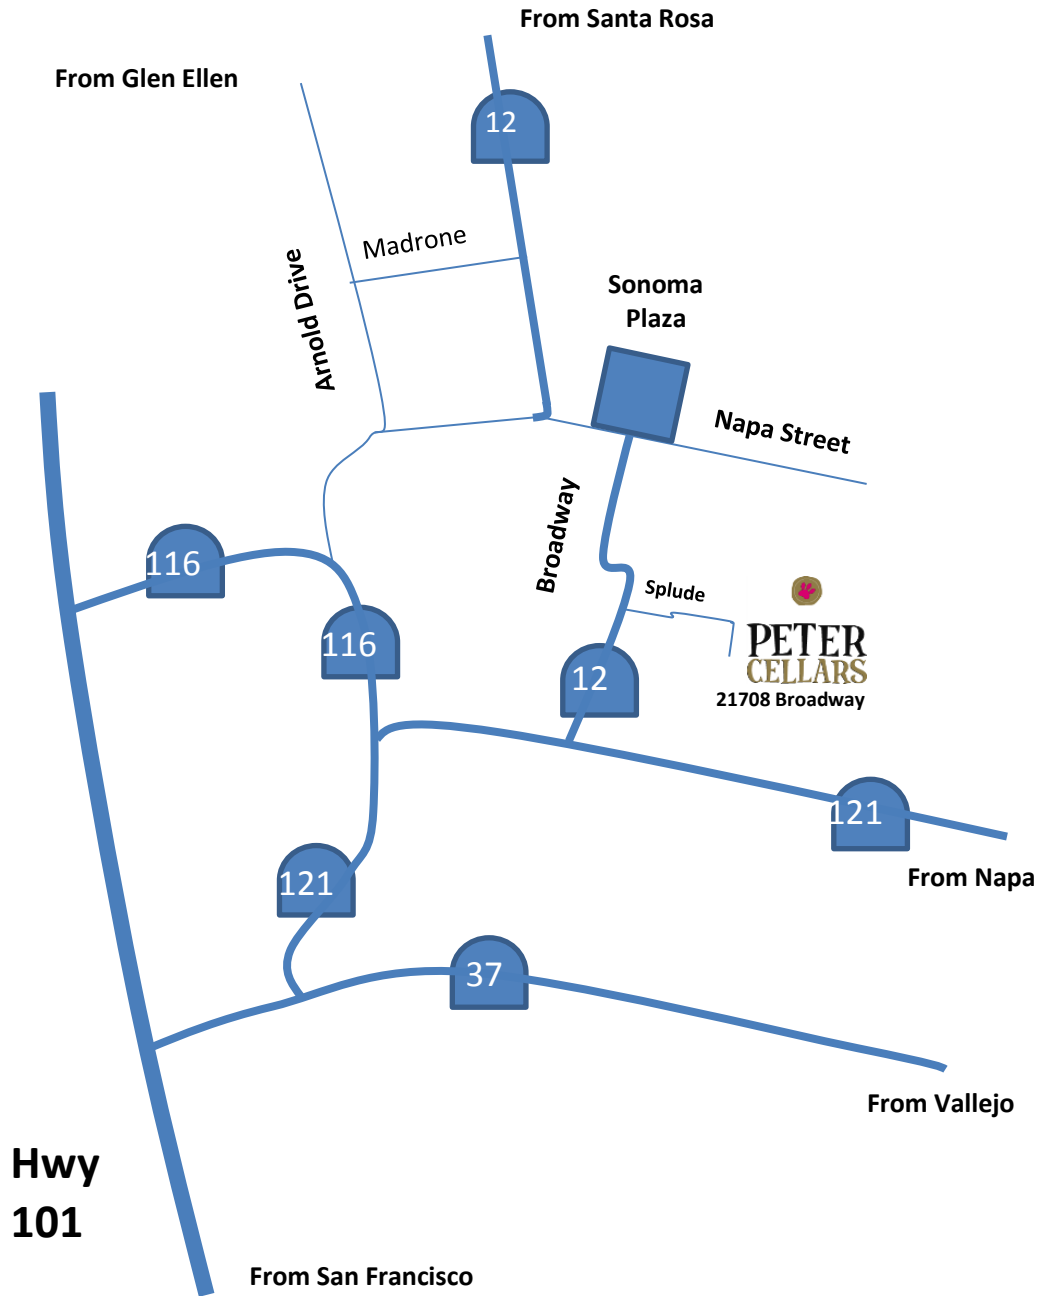 From Santa Rosa
From Glen Ellen
12
Madrone
Arnold Drive
Sonoma
Plaza
Napa Street
Broadway
116
Splude
PETER
CELLARS
21708 Broadway
116
12
121
From Napa
121
37
From Vallejo
Hwy
101
From San Francisco